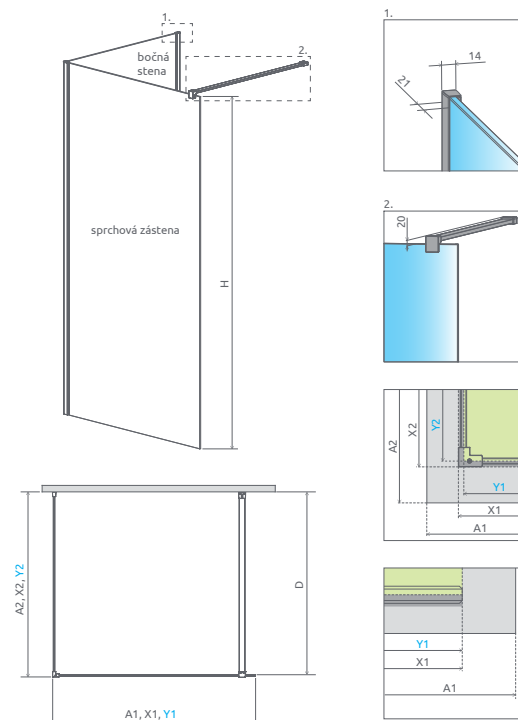 1.
bočná
stena
2.
sprchová zástena
H
A2, X2, Y2
D
A1, X1, Y1
1.
14
21
2.
20
A2
X2
Y2
Y1
X1
A1
Y1
X1
A1